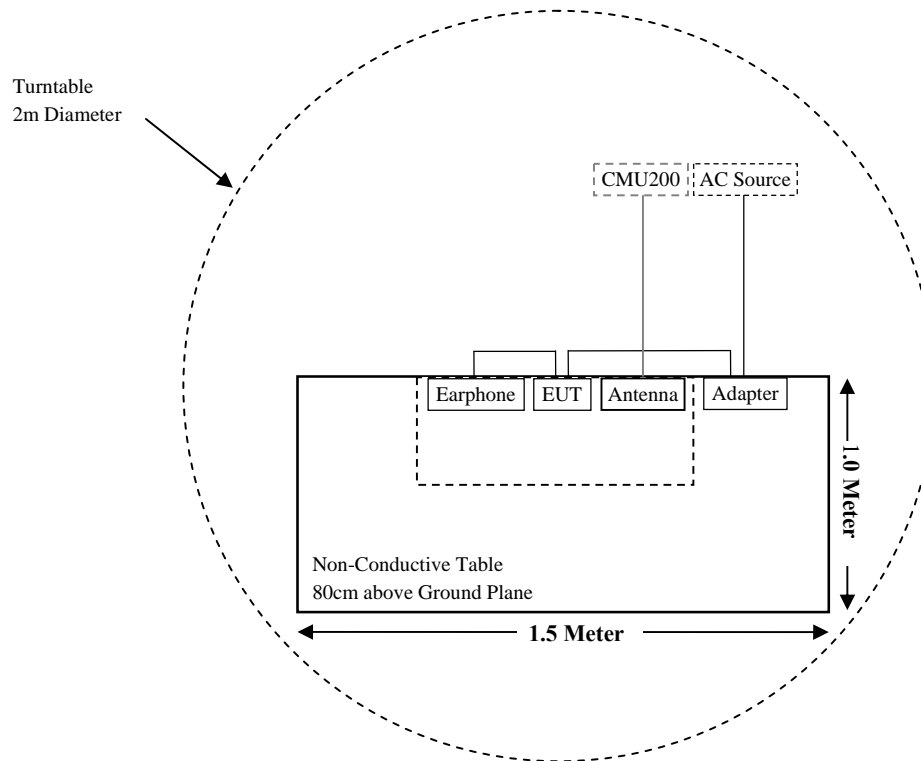 Turntable
2m Diameter
CMU200
AC Source
Earphone
EUT
Antenna
Adapter
1.0 Meter
Non-Conductive Table
80cm above Ground Plane
1.5 Meter